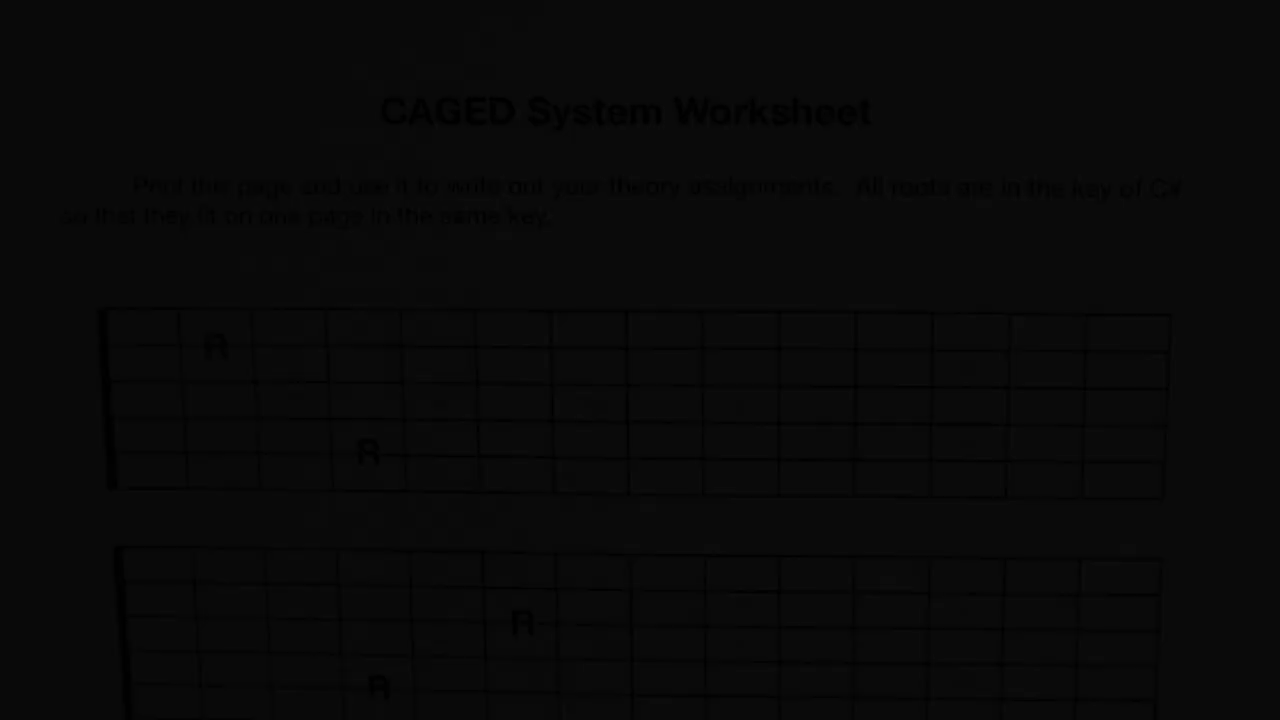 CAGED System Worksheet
Print this page and use it to write out your theory assignments. All roots are in the key of C#
so that they fit on one page in the same key.
R
R
R
R